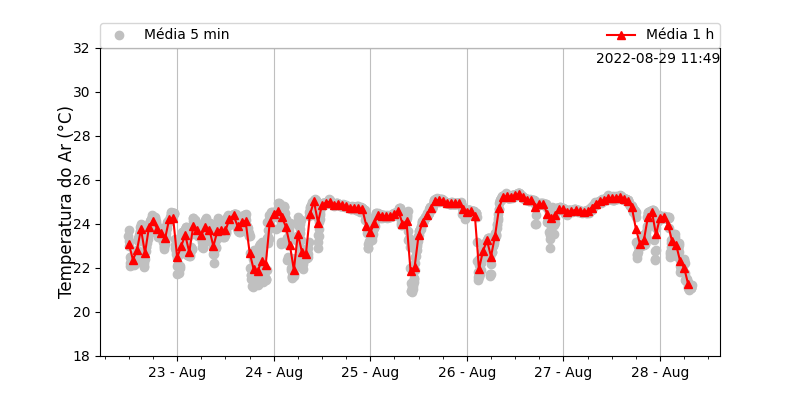 Média 5 min
Média 1 h
2022-08-29 11:49
Temperatura do Ar (°C)
32
30
28
26
24
22
20
18
23 - Aug
24 - Aug
25 - Aug
26 - Aug
27 - Aug
28 - Aug